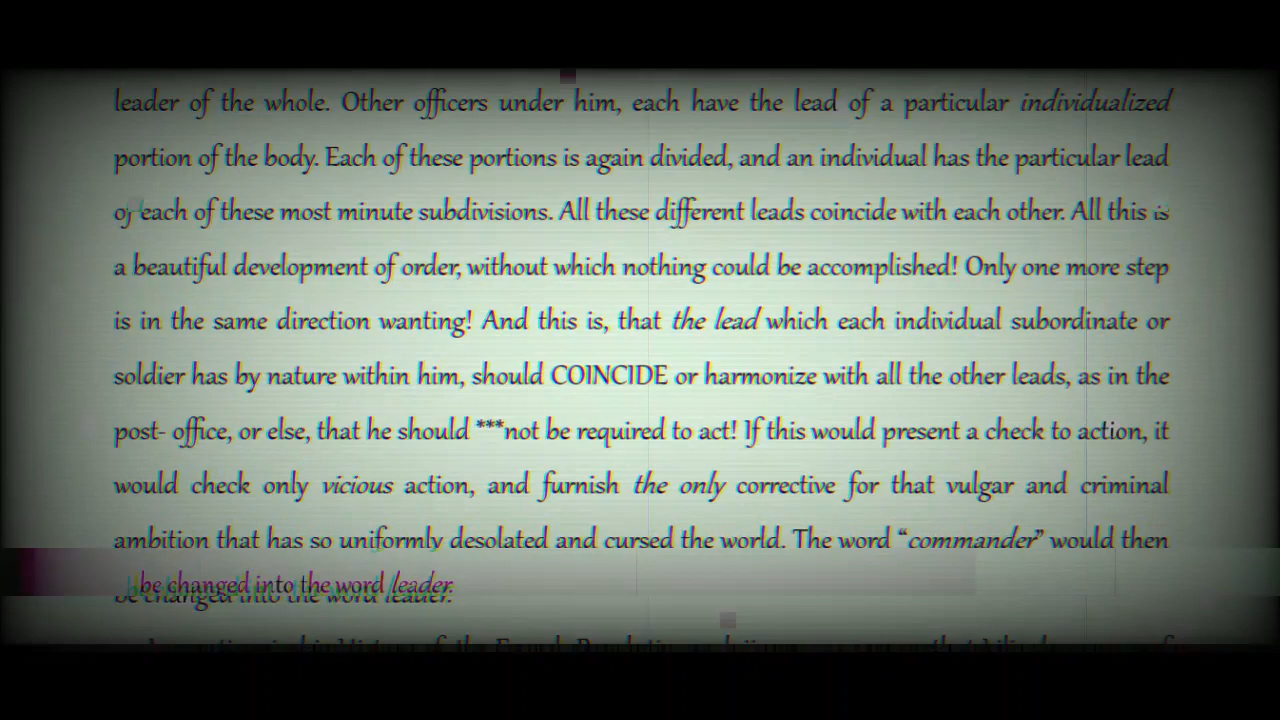 leader of the whole. Other officers under him, each have the lead of a particular individualized
portion of the body. Each of these portions is again divided, and an individual has the particular lead
of each of these most minute subdivisions. All these different leads coincide with each other. All this is
a beautiful development of order, without which nothing could be accomplished! Only one more step
is in the same direction wanting! And this is, that the lead which each individual subordinate or
soldier has by nature within him, should COINCIDE or harmonize with all the other leads, as in the
post- office, or else, that he should ***not be required to act! If this would present a check to action, it
would check only vicious action, and furnish the only corrective for that vulgar and criminal
ambition that has so uniformly desolated and cursed the world. The word “commander” would then
be changed into the word leader.